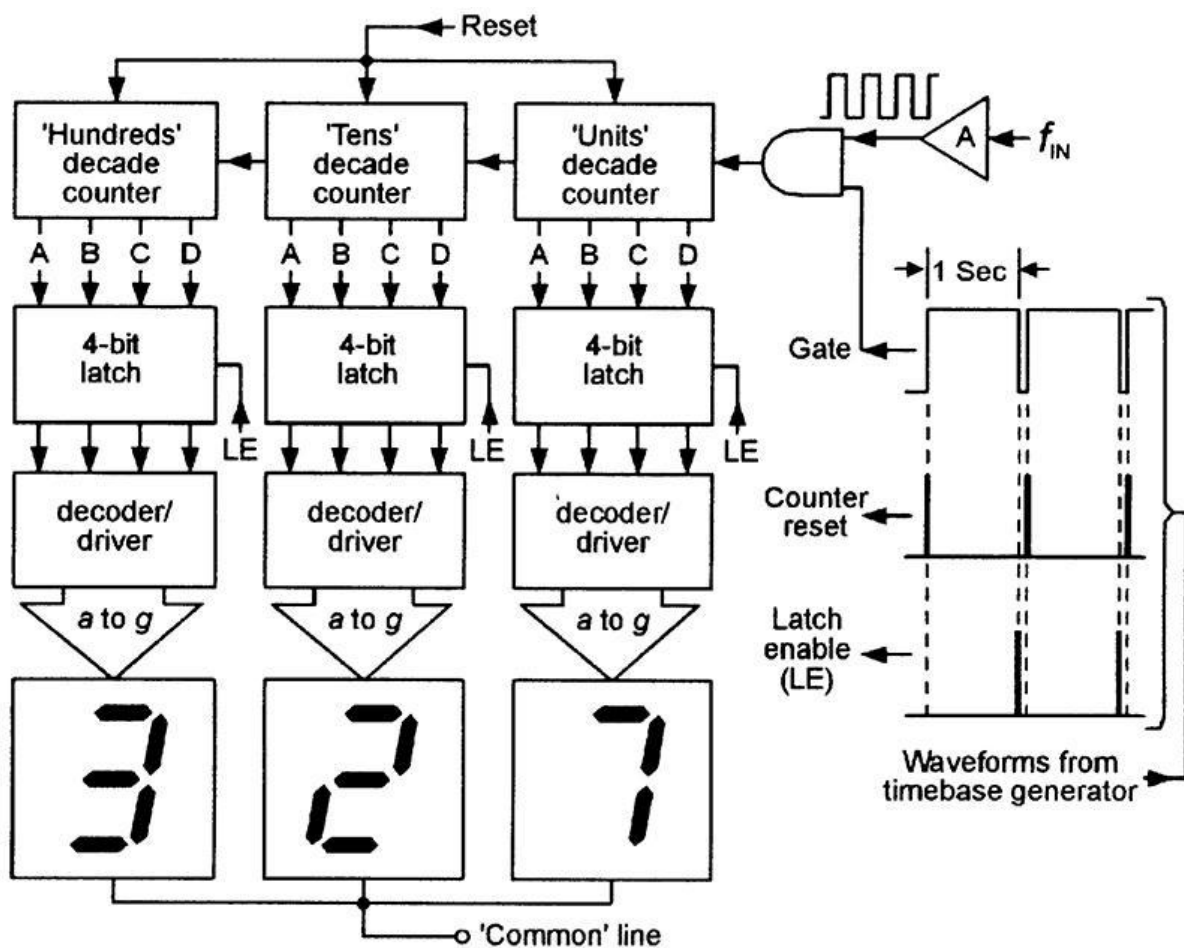 Reset
'Hundreds'
decade
counter
'Tens'
decade
counter
'Units'
decade
counter
A
f IN
A B C D
A B C D
A B C D
1 Sec
4-bit
latch
4-bit
latch
4-bit
latch
Gate
LE
LE
LE
decoder/
driver
decoder/
driver
decoder/
driver
Counter
reset
a to g
a to g
a to g
Latch
enable
(LE)
3
2
7
Waveforms from
timebase generator
'Common' line